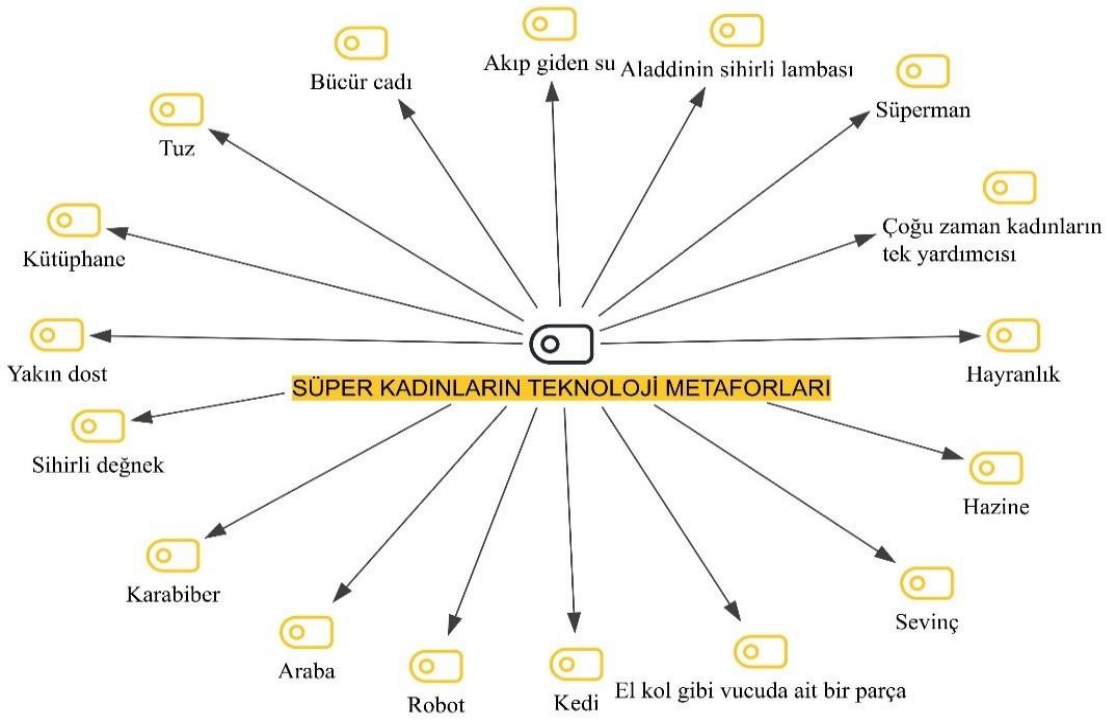 Akıp giden su
Aladdinin sihirli lambası
Bücür cadı
Süperman
Tuz
Çoğu zaman kadınların
tek yardımcısı
Kütüphane
Yakın dost
Hayranlık
SÜPER KADINLARIN TEKNOLOJİ METAFORLARI
Sihirli değnek
Hazine
Karabiber
Sevinç
Araba
Robot
Kedi
El kol gibi vucuda ait bir parça